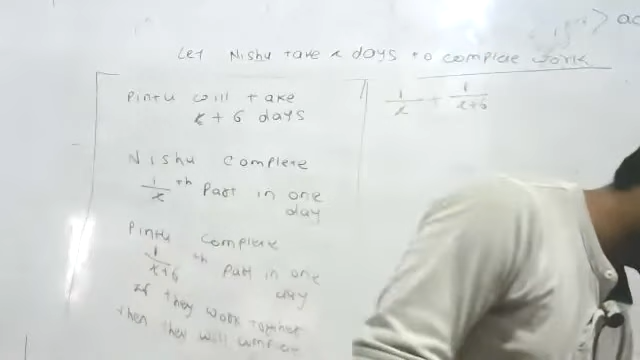 Let Nishu take x days to complete work
Pintu will take
x + 6 days
Nishu complete
1/x th Part in one
day
Pintu complete
1/x+6 th Part in one
day
if they work together
then they will
1/x + 1/x+6